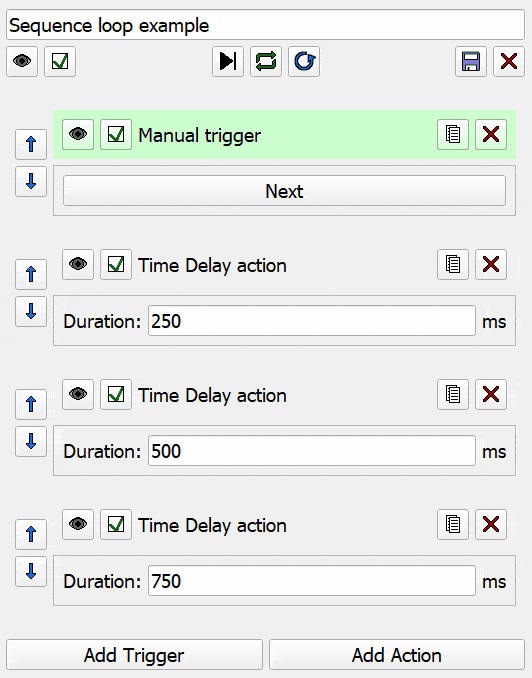 Sequence loop example
Manual trigger
Next
Time Delay action
Duration: 250 ms
Time Delay action
Duration: 500 ms
Time Delay action
Duration: 750 ms
Add Trigger Add Action